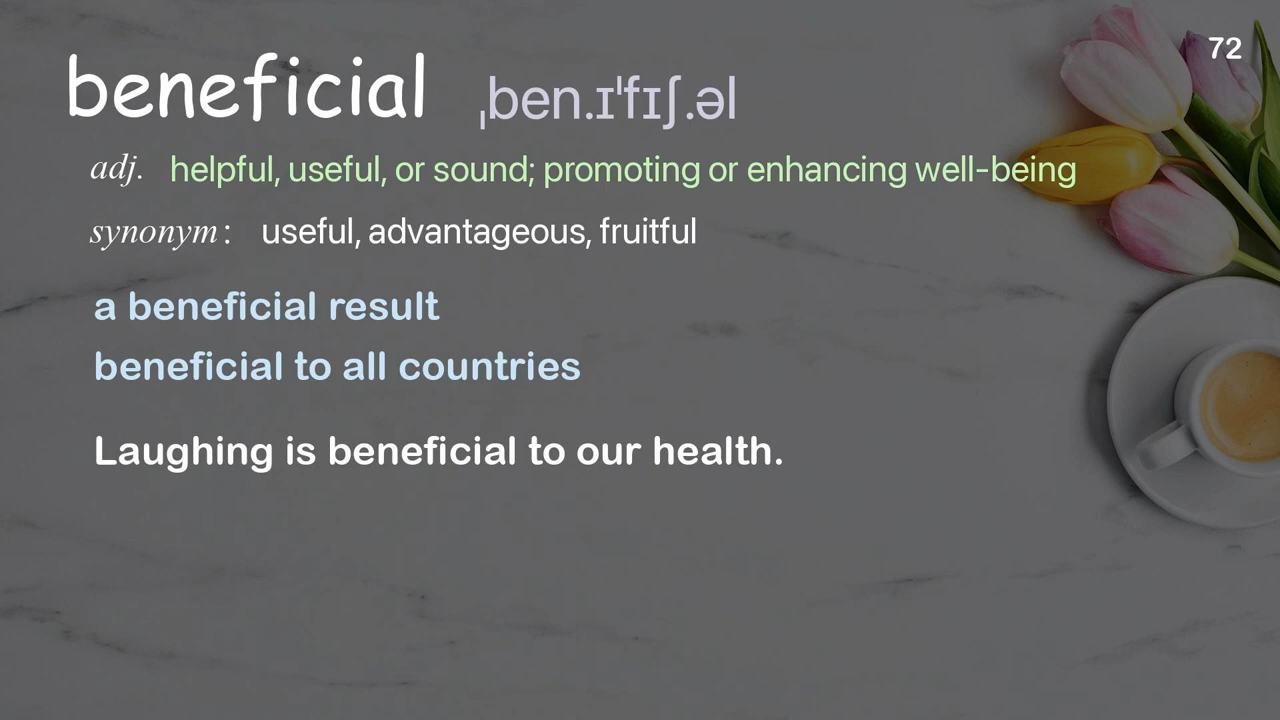 72
beneficial ˌben.ɪˈfɪʃ.əl
adj. helpful, useful, or sound; promoting or enhancing well-being
synonym: useful, advantageous, fruitful
a beneficial result
beneficial to all countries
Laughing is beneficial to our health.